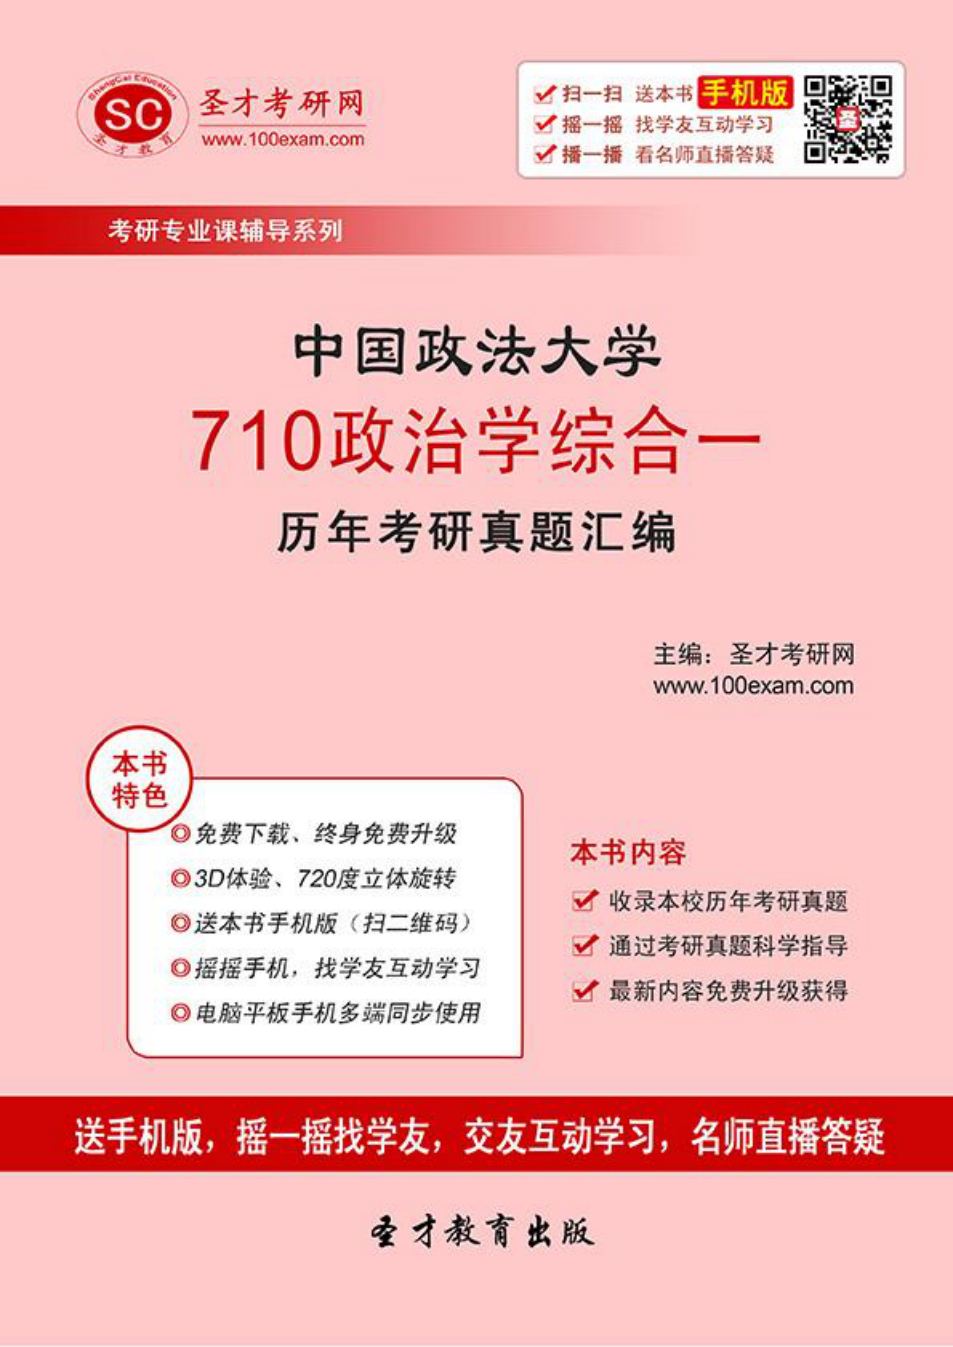 ShengCai Education
SC
圣才教育
圣才考研网
www.100exam.com
扫一扫 送本书 手机版
摇一摇 找学友互动学习
播一播 看名师直播答疑
圣
考研专业课辅导系列
中国政法大学
710政治学综合一
历年考研真题汇编
主编：圣才考研网
www.100exam.com
本书
特色
免费下载、终身免费升级
3D体验、720度立体旋转
送本书手机版（扫二维码）
摇摇手机，找学友互动学习
电脑平板手机多端同步使用
本书内容
收录本校历年考研真题
通过考研真题科学指导
最新内容免费升级获得
送手机版，摇一摇找学友，交友互动学习，名师直播答疑
圣才教育出版